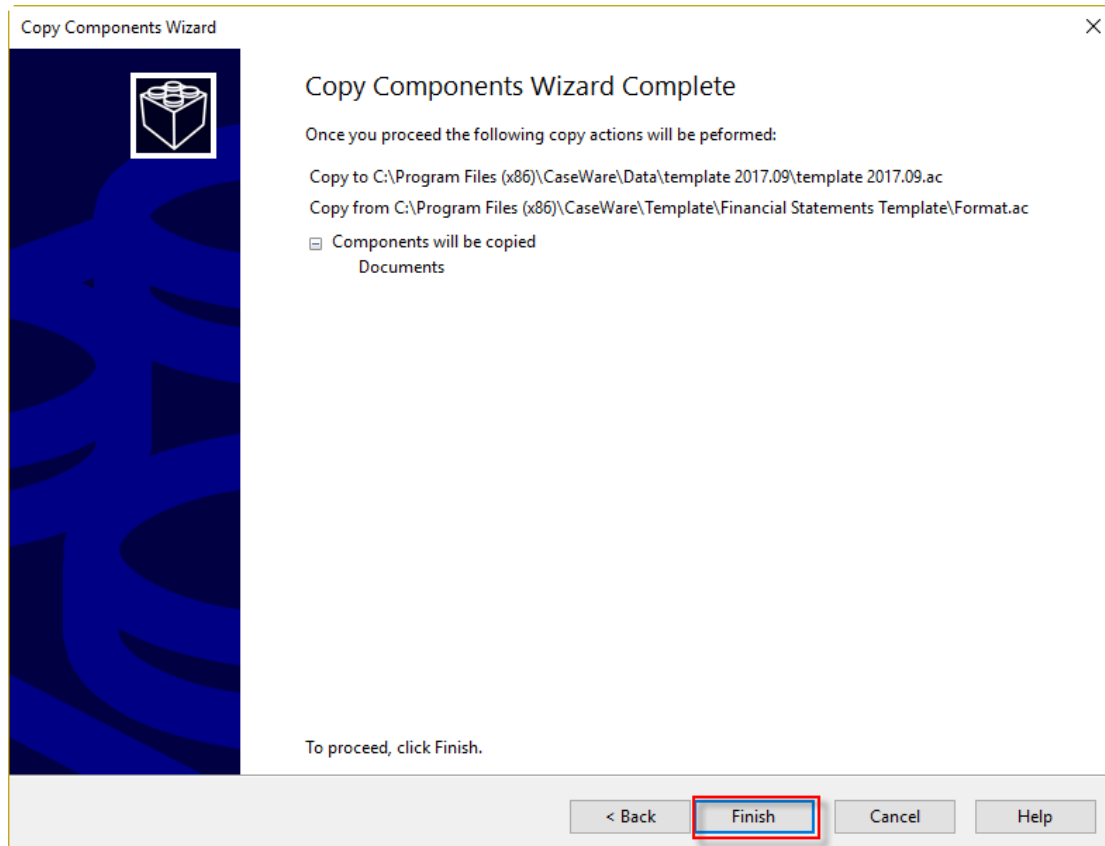 Copy Components Wizard
Copy Components Wizard Complete
Once you proceed the following copy actions will be peformed:
Copy to C:\Program Files (x86)\CaseWare\Data\template 2017.09\template 2017.09.ac
Copy from C:\Program Files (x86)\CaseWare\Template\Financial Statements Template\Format.ac
Components will be copied
Documents
To proceed, click Finish.
< Back Finish Cancel Help